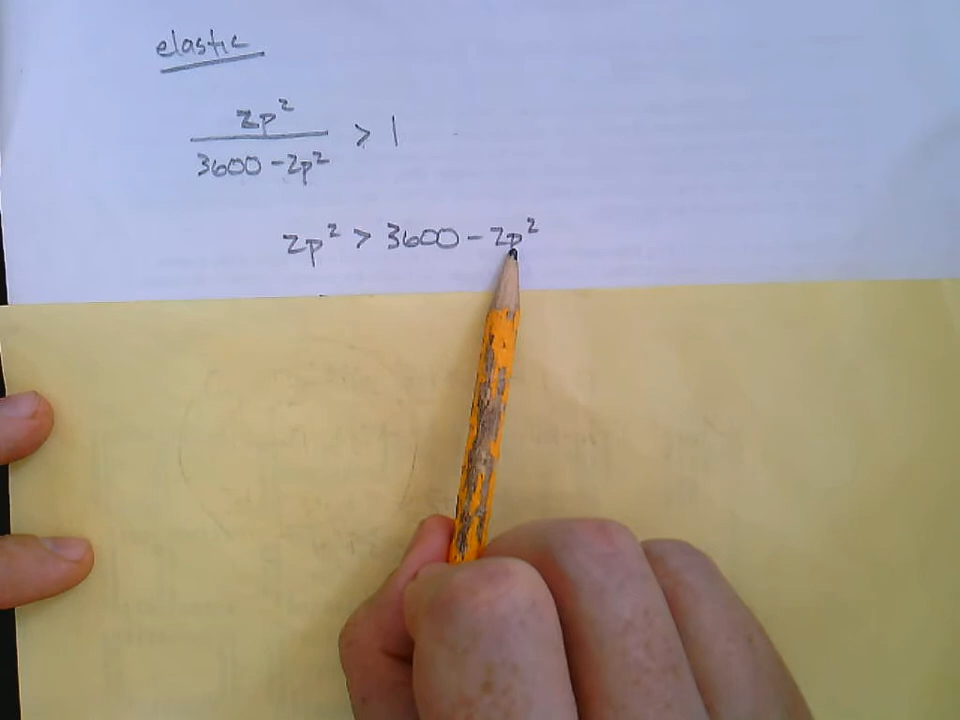 elastic
2p²
3600 - 2p²
> 1
2p² > 3600 - 2p²